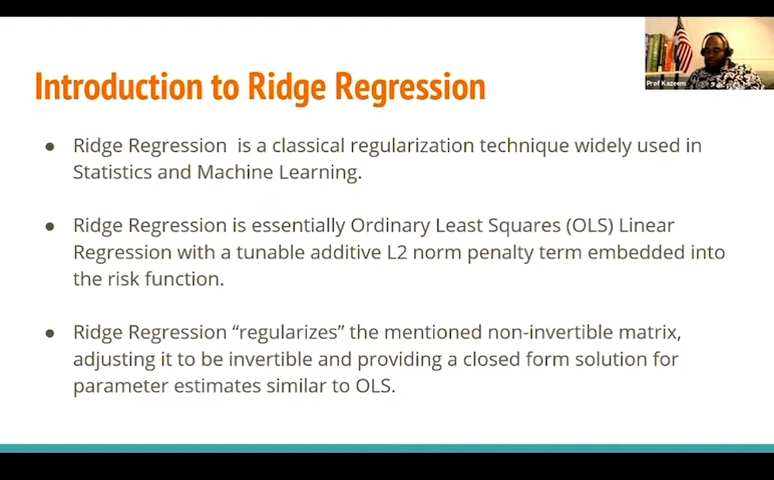 Introduction to Ridge Regression
Prof Kazeem
● Ridge Regression is a classical regularization technique widely used in
Statistics and Machine Learning.
● Ridge Regression is essentially Ordinary Least Squares (OLS) Linear
Regression with a tunable additive L2 norm penalty term embedded into
the risk function.
● Ridge Regression “regularizes” the mentioned non-invertible matrix,
adjusting it to be invertible and providing a closed form solution for
parameter estimates similar to OLS.